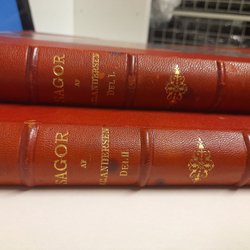 SAGOR
AF
C. ANDERSEN
DEL I.
SAGOR
AF
C. ANDERSEN
DEL II.